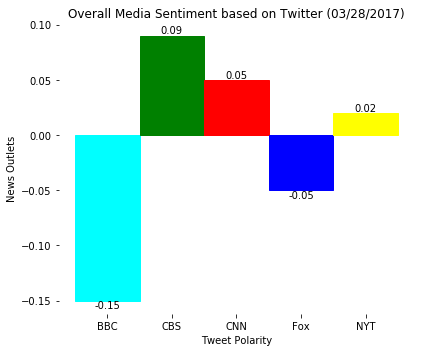 Overall Media Sentiment based on Twitter (03/28/2017)
0.10
0.05
0.00
−0.05
−0.10
−0.15
News Outlets
-0.15
0.09
0.05
-0.05
0.02
BBC CBS CNN Fox NYT
Tweet Polarity